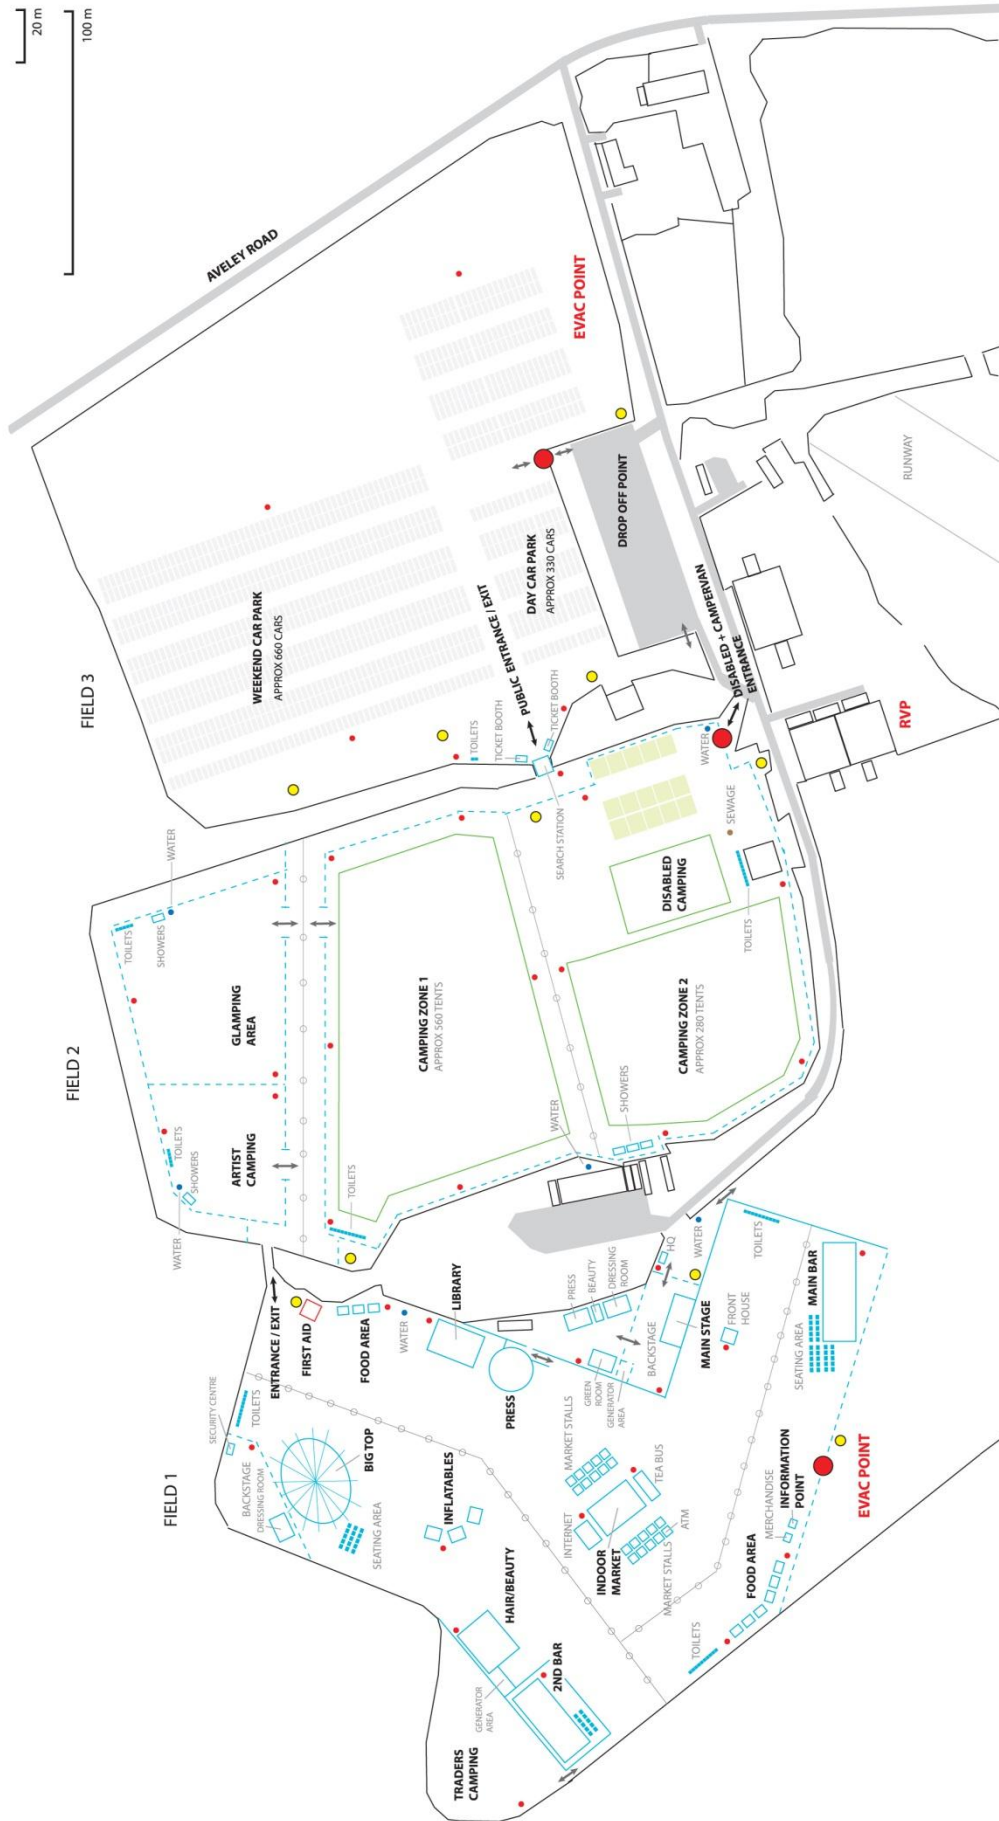 20 m
100 m
FIELD 1
FIELD 2
FIELD 3
AVELEY ROAD
WEEKEND CAR PARK
APPROX 660 CARS
EVAC POINT
DAY CAR PARK
APPROX 330 CARS
DROP OFF POINT
PUBLIC ENTRANCE / EXIT
TICKET BOOTH
TICKET BOOTH
TOILETS
SEARCH STATION
DISABLED + CAMPERVAN
ENTRANCE
RVP
RUNWAY
WATER
SEWAGE
TOILETS
DISABLED
CAMPING
WATER
TOILETS
SHOWERS
GLAMPING
AREA
ARTIST
CAMPING
TOILETS
SHOWERS
WATER
CAMPING ZONE 1
APPROX 560 TENTS
CAMPING ZONE 2
APPROX 280 TENTS
SHOWERS
WATER
TOILETS
ENTRANCE / EXIT
FIRST AID
FOOD AREA
WATER
LIBRARY
PRESS
PRESS
BEAUTY
DRESSING
ROOM
HQ
WATER
TOILETS
BACKSTAGE
MAIN STAGE
FRONT
HOUSE
GREEN
ROOM
GENERATOR
AREA
MAIN BAR
SEATING AREA
SECURITY CENTRE
TOILETS
BACKSTAGE
DRESSING ROOM
BIG TOP
SEATING AREA
INFLATABLES
HAIR/BEAUTY
GENERATOR
AREA
2ND BAR
TRADERS
CAMPING
MARKET STALLS
TEA BUS
INTERNET
INDOOR
MARKET
MARKET STALLS
ATM
TOILETS
FOOD AREA
MERCHANDISE
INFORMATION
POINT
EVAC POINT